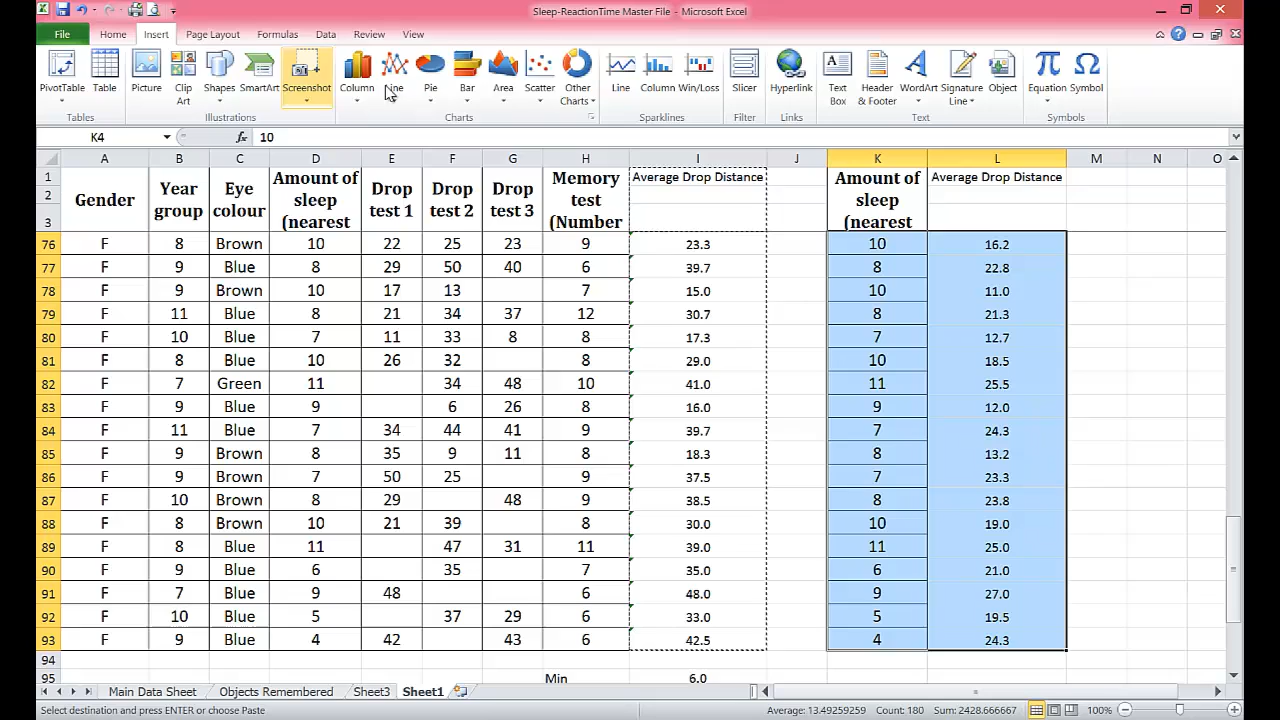 Sleep-ReactionTime Master File - Microsoft Excel
File Home Insert Page Layout Formulas Data Review View
PivotTable Table Picture Clip Art Shapes SmartArt Screenshot Column Line Pie Bar Area Scatter Other Charts Line Column Win/Loss Slicer Hyperlink Text Box Header & Footer WordArt Signature Line Object Equation Symbol
Tables Illustrations Charts Sparklines Filter Links Text Symbols
K4 fx 10
A B C D E F G H I J K L M N O
1 2 3 Gender Year group Eye colour Amount of sleep (nearest Drop test 1 Drop test 2 Drop test 3 Memory test (Number Average Drop Distance Amount of sleep (nearest Average Drop Distance
76 F 8 Brown 10 22 25 23 9 23.3 10 16.2
77 F 9 Blue 8 29 50 40 6 39.7 8 22.8
78 F 9 Brown 10 17 13 7 15.0 10 11.0
79 F 11 Blue 8 21 34 37 12 30.7 8 21.3
80 F 10 Blue 7 11 33 8 8 17.3 7 12.7
81 F 8 Blue 10 26 32 8 29.0 10 18.5
82 F 7 Green 11 34 48 10 41.0 11 25.5
83 F 9 Blue 9 6 26 8 16.0 9 12.0
84 F 11 Blue 7 34 44 41 9 39.7 7 24.3
85 F 9 Blue 8 35 9 11 8 18.3 8 13.2
86 F 9 Brown 7 50 25 9 37.5 7 23.3
87 F 10 Brown 8 29 48 9 38.5 8 23.8
88 F 8 Brown 10 21 39 8 30.0 10 19.0
89 F 8 Blue 11 47 31 11 39.0 11 25.0
90 F 9 Blue 6 35 7 35.0 6 21.0
91 F 7 Blue 9 48 6 48.0 9 27.0
92 F 10 Blue 5 37 29 6 33.0 5 19.5
93 F 9 Blue 4 42 43 6 42.5 4 24.3
94
95 Min 6.0
Main Data Sheet Objects Remembered Sheet3 Sheet1
Select destination and press ENTER or choose Paste Average: 13.49259259 Count: 180 Sum: 2428.666667 100%